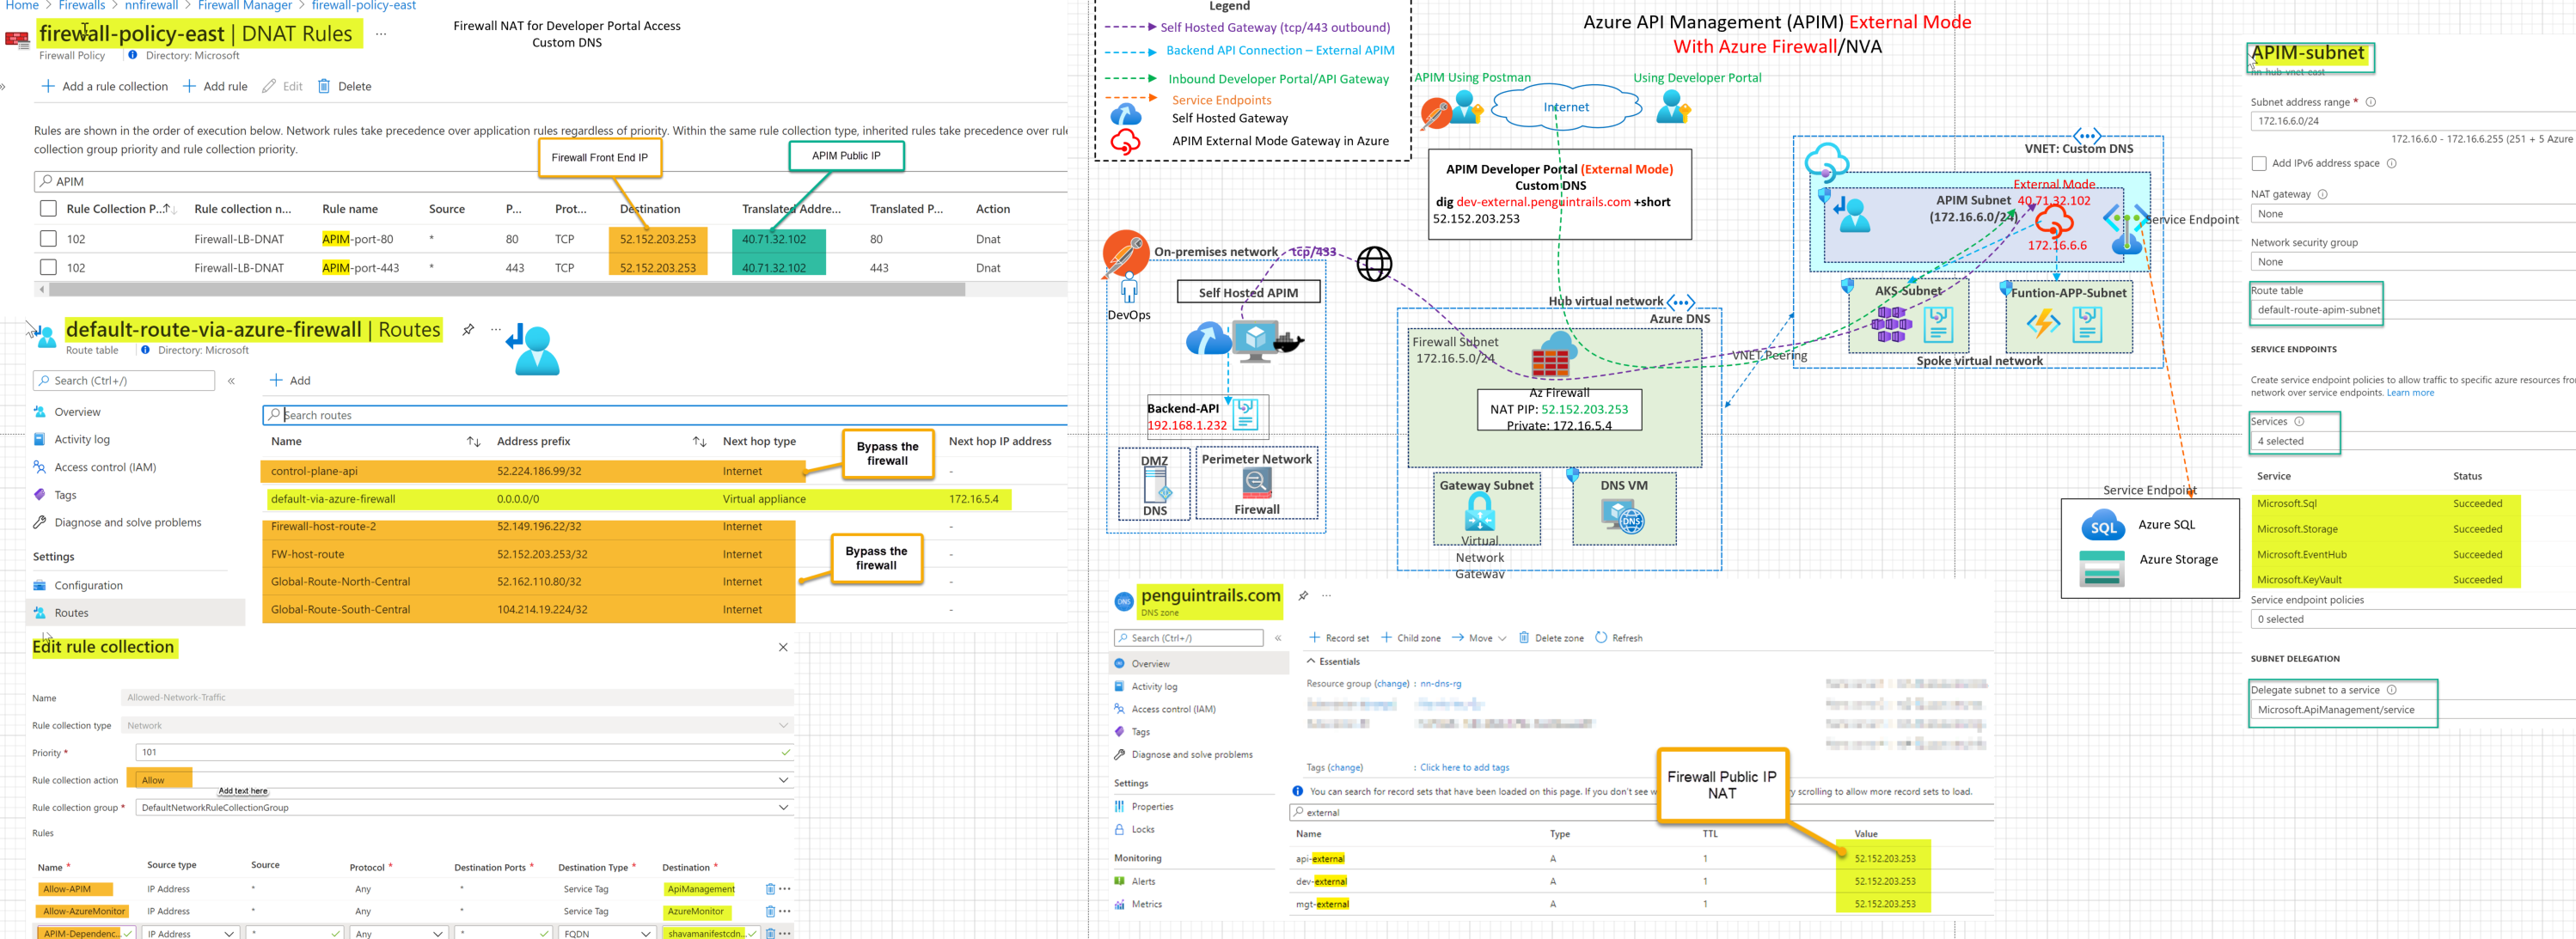 Home > Firewalls > nnfirewall > Firewall Manager > firewall-policy-east
firewall-policy-east | DNAT Rules ...
Firewall Policy
Directory: Microsoft
Firewall NAT for Developer Portal Access
Custom DNS
Add a rule collection
Add rule
Edit
Delete
Rules are shown in the order of execution below. Network rules take precedence over application rules regardless of priority. Within the same rule collection type, inherited rules take precedence over rul
collection group priority and rule collection priority.
Firewall Front End IP
APIM Public IP
APIM
Rule Collection P... Rule collection n... Rule name Source P... Prot... Destination Translated Addre... Translated P... Action
102 Firewall-LB-DNAT APIM-port-80 * 80 TCP 52.152.203.253 40.71.32.102 80 Dnat
102 Firewall-LB-DNAT APIM-port-443 * 443 TCP 52.152.203.253 40.71.32.102 443 Dnat
default-route-via-azure-firewall | Routes
Route table
Directory: Microsoft
Search (Ctrl+/)
Add
Overview
Activity log
Access control (IAM)
Tags
Diagnose and solve problems
Settings
Configuration
Routes
Search routes
Name Address prefix Next hop type Next hop IP address
control-plane-api 52.224.186.99/32 Internet -
default-via-azure-firewall 0.0.0.0/0 Virtual appliance 172.16.5.4
Firewall-host-route-2 52.149.196.22/32 Internet -
FW-host-route 52.152.203.253/32 Internet -
Global-Route-North-Central 52.162.110.80/32 Internet -
Global-Route-South-Central 104.214.19.224/32 Internet -
Bypass the
firewall
Bypass the
firewall
Edit rule collection
Name Allowed-Network-Traffic
Rule collection type Network
Priority * 101
Rule collection action Allow
Add text here
Rule collection group * DefaultNetworkRuleCollectionGroup
Rules
Name * Source type Source Protocol * Destination Ports * Destination Type * Destination *
Allow-APIM IP Address * Any * Service Tag ApiManagement
Allow-AzureMonitor IP Address * Any * Service Tag AzureMonitor
APIM-Dependenc... IP Address * Any * FQDN shavamanifestcdn...
Legend
Self Hosted Gateway (tcp/443 outbound)
Backend API Connection – External APIM
Inbound Developer Portal/API Gateway
Service Endpoints
Self Hosted Gateway
APIM External Mode Gateway in Azure
Azure API Management (APIM) External Mode
With Azure Firewall/NVA
APIM Using Postman
Using Developer Portal
Internet
APIM Developer Portal (External Mode)
Custom DNS
dig dev-external.penguintrails.com +short
52.152.203.253
On-premises network
tcp/433
DevOps
Self Hosted APIM
Backend-API
192.168.1.232
DMZ
DNS
Perimeter Network
Firewall
Hub virtual network
Azure DNS
Firewall Subnet
172.16.5.0/24
Az Firewall
NAT PIP: 52.152.203.253
Private: 172.16.5.4
Gateway Subnet
Virtual
Network
Gateway
DNS VM
DNS
VNET Peering
VNET: Custom DNS
External Mode
40.71.32.102
APIM Subnet
(172.16.6.0/24)
172.16.6.6
Service Endpoint
AKS-Subnet
Funtion-APP-Subnet
Spoke virtual network
Service Endpoint
SQL
Azure SQL
Azure Storage
DNS
penguintrails.com
DNS zone
Search (Ctrl+/)
Record set
Child zone
Move
Delete zone
Refresh
Overview
Activity log
Access control (IAM)
Tags
Diagnose and solve problems
Settings
Properties
Locks
Monitoring
Alerts
Metrics
Essentials
Resource group (change) : nn-dns-rg
Tags (change) : Click here to add tags
You can search for record sets that have been loaded on this page. If you don't see w
y scrolling to allow more record sets to load.
Firewall Public IP
NAT
external
Name Type TTL Value
api-external A 1 52.152.203.253
dev-external A 1 52.152.203.253
mgt-external A 1 52.152.203.253
APIM-subnet
nn-hub-vnet-east
Subnet address range *
172.16.6.0/24
172.16.6.0 - 172.16.6.255 (251 + 5 Azure
Add IPv6 address space
NAT gateway
None
Network security group
None
Route table
default-route-apim-subnet
SERVICE ENDPOINTS
Create service endpoint policies to allow traffic to specific azure resources fro
network over service endpoints. Learn more
Services
4 selected
Service Status
Microsoft.Sql Succeeded
Microsoft.Storage Succeeded
Microsoft.EventHub Succeeded
Microsoft.KeyVault Succeeded
Service endpoint policies
0 selected
SUBNET DELEGATION
Delegate subnet to a service
Microsoft.ApiManagement/service